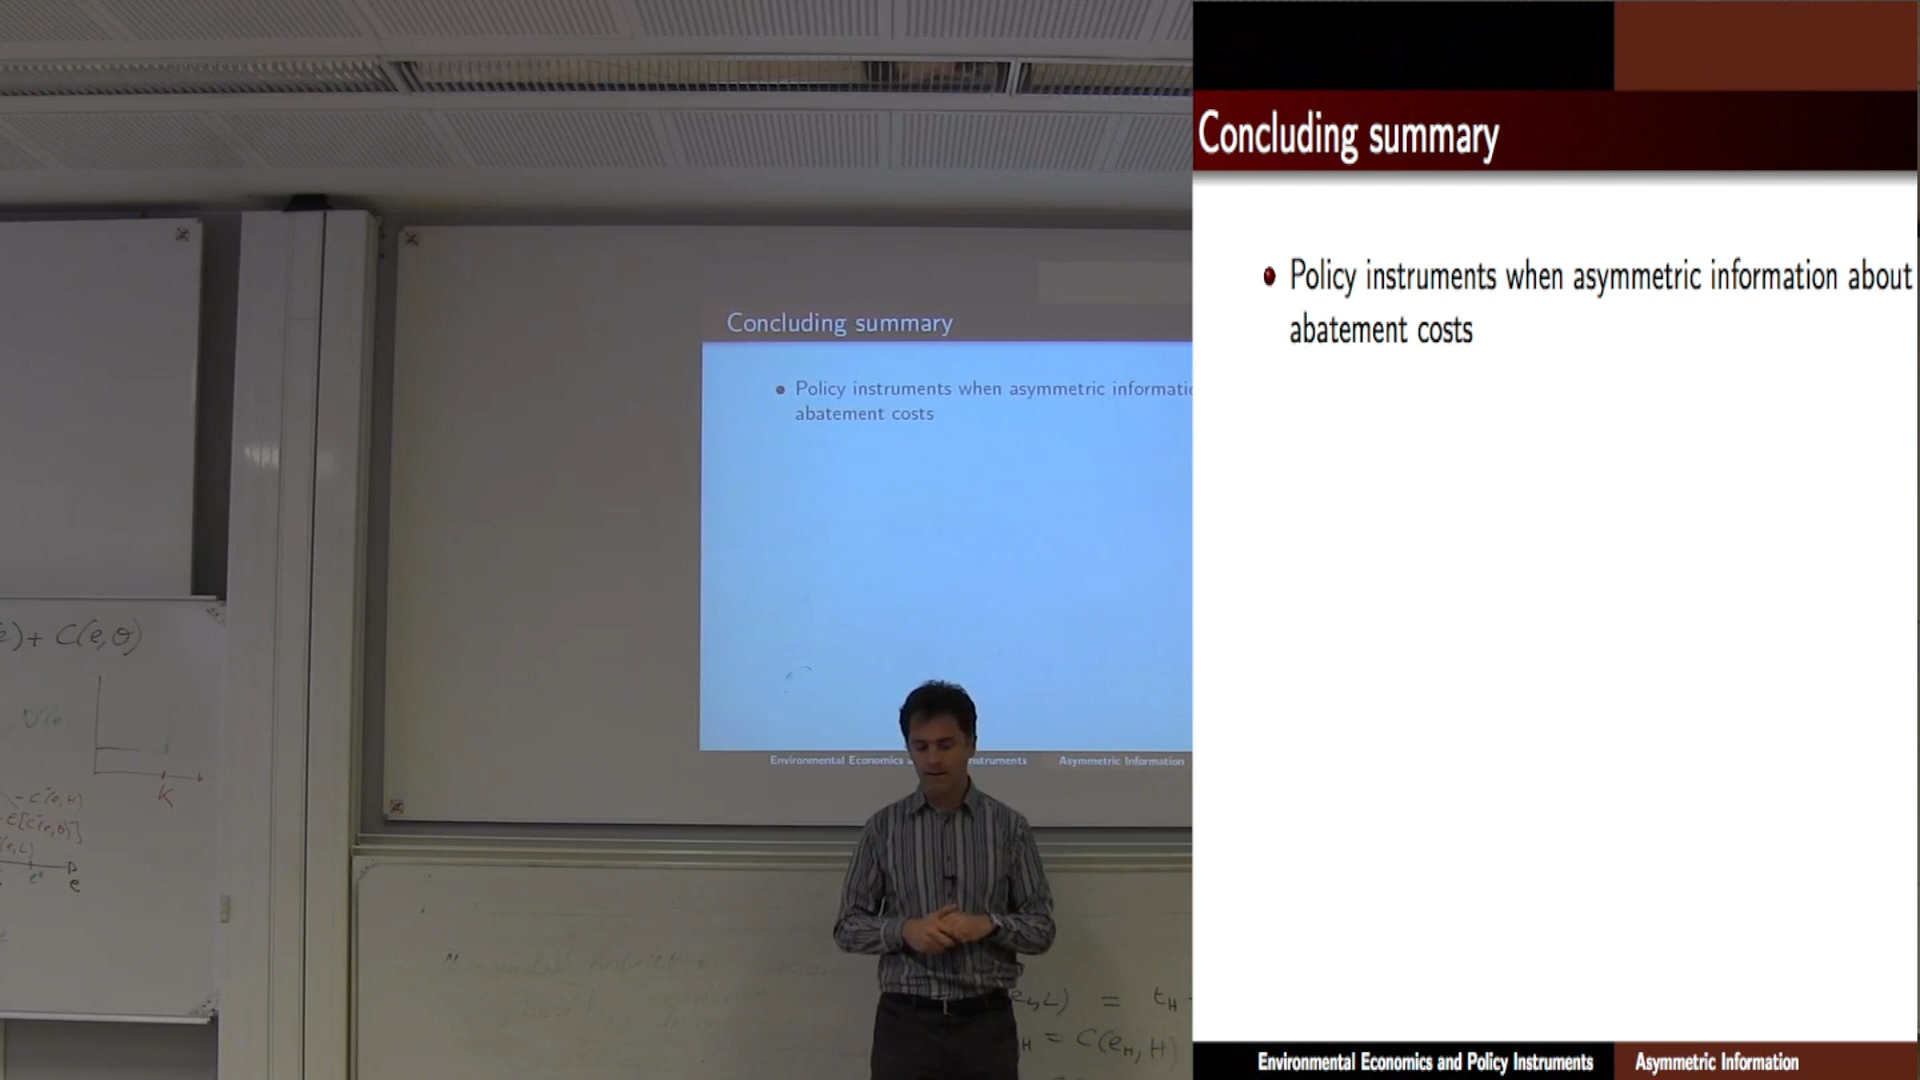 Concluding summary
Policy instruments when asymmetric information about
abatement costs
Environmental Economics and Policy Instruments
Asymmetric Information
Concluding summary
Policy instruments when asymmetric
abatement costs
Environmental Economics
Asymmetric Information
+ C(e,θ)
K
e
= t_H
= C(e_H, H)